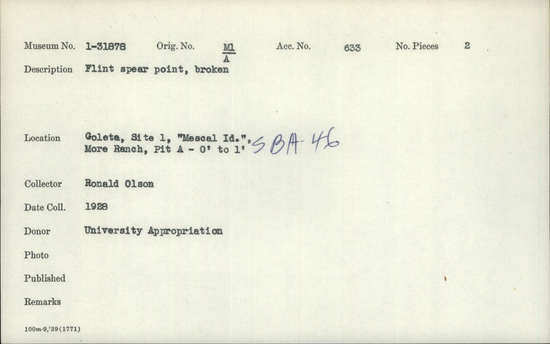 Museum No. 1-31878 Orig. No. M1/A Acc. No. 633 No. Pieces 2
Description Flint spear point, broken
Location Goleta, Site 1, "Mescal Id.",
More Ranch, Pit A - 0' to 1' SBA-46
Collector Ronald Olson
Date Coll. 1928
Donor University Appropriation
Photo
Published
Remarks
100m-9,'39(1771)